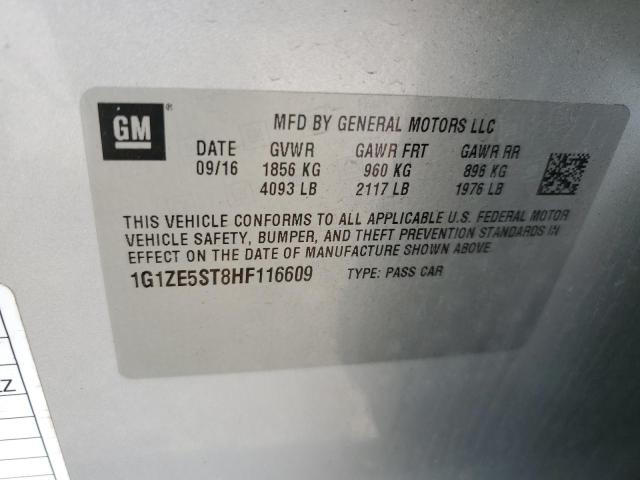 GM ®
MFD BY GENERAL MOTORS LLC
DATE GVWR GAWR FRT GAWR RR
09/16 1856 KG 960 KG 896 KG
4093 LB 2117 LB 1976 LB
THIS VEHICLE CONFORMS TO ALL APPLICABLE U.S. FEDERAL MOTOR
VEHICLE SAFETY, BUMPER, AND THEFT PREVENTION STANDARDS IN
EFFECT ON THE DATE OF MANUFACTURE SHOWN ABOVE
1G1ZE5ST8HF116609 TYPE: PASS CAR